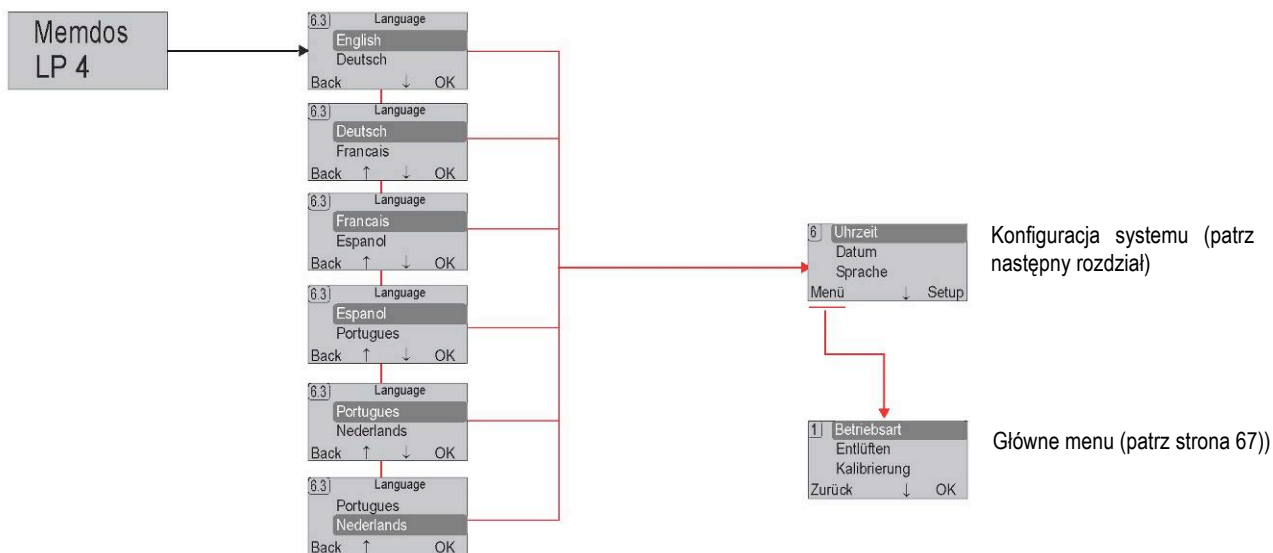 Memdos
LP 4
6.3 Language
English
Deutsch
Back ↓ OK
6.3 Language
Deutsch
Francais
Back ↑ ↓ OK
6.3 Language
Francais
Espanol
Back ↑ ↓ OK
6.3 Language
Espanol
Portugues
Back ↑ ↓ OK
6.3 Language
Portugues
Nederlands
Back ↑ ↓ OK
6.3 Language
Portugues
Nederlands
Back ↑ OK
6 Uhrzeit
Datum
Sprache
Menü ↓ Setup
Konfiguracja systemu (patrz
następny rozdział)
1 Betriebsart
Entlüften
Kalibrierung
Zurück ↓ OK
Główne menu (patrz strona 67))